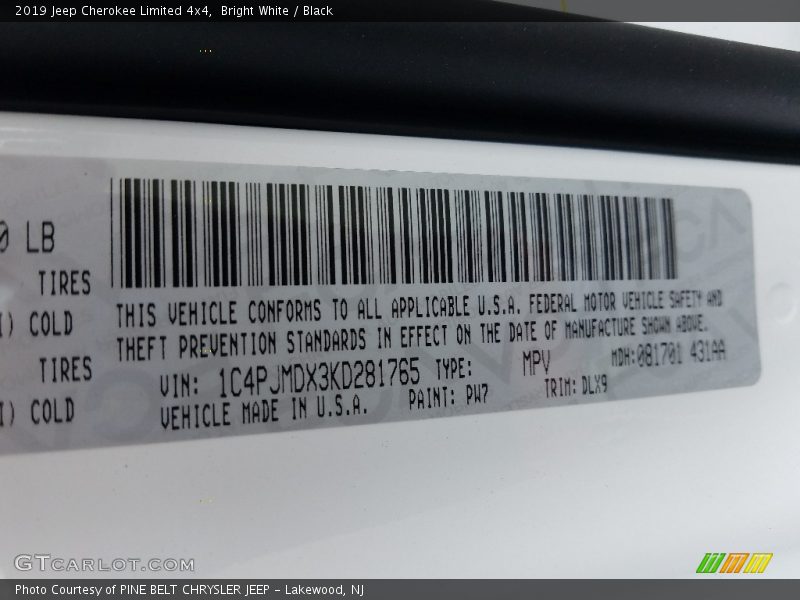 2019 Jeep Cherokee Limited 4x4,  Bright White / Black
0 LB
TIRES
I) COLD
TIRES
I) COLD
THIS VEHICLE CONFORMS TO ALL APPLICABLE U.S.A. FEDERAL MOTOR VEHICLE SAFETY AND
THEFT PREVENTION STANDARDS IN EFFECT ON THE DATE OF MANUFACTURE SHOWN ABOVE.
VIN: 1C4PJMDX3KD281765 TYPE: MPV MDH:081701 431AA
VEHICLE MADE IN U.S.A. PAINT: PW7 TRIM: DLX9
GTCARLOT.COM
Photo Courtesy of PINE BELT CHRYSLER JEEP - Lakewood, NJ